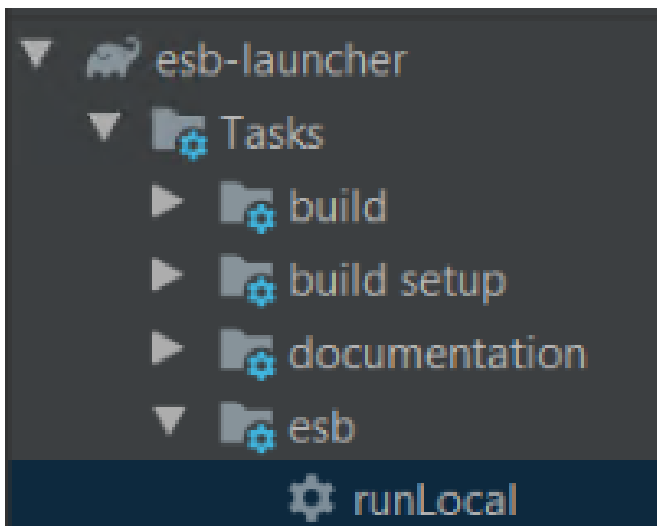 esb-launcher
Tasks
build
build setup
documentation
esb
runLocal